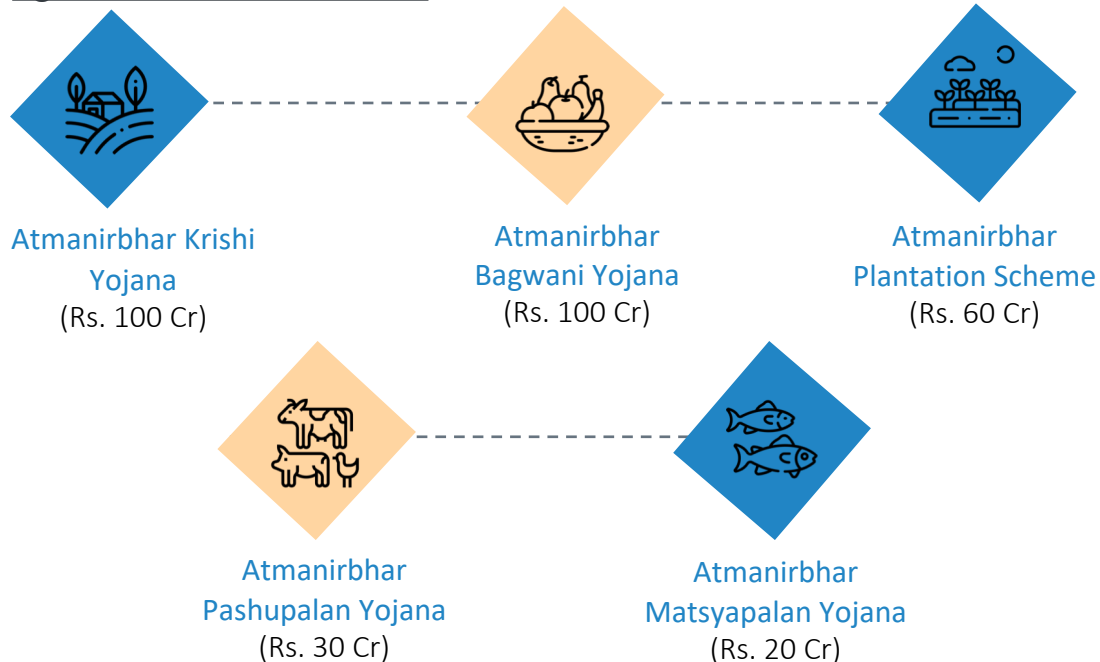 Atmanirbhar Krishi
Yojana
(Rs. 100 Cr)
Atmanirbhar
Bagwani Yojana
(Rs. 100 Cr)
Atmanirbhar
Plantation Scheme
(Rs. 60 Cr)
Atmanirbhar
Pashupalan Yojana
(Rs. 30 Cr)
Atmanirbhar
Matsyapalan Yojana
(Rs. 20 Cr)